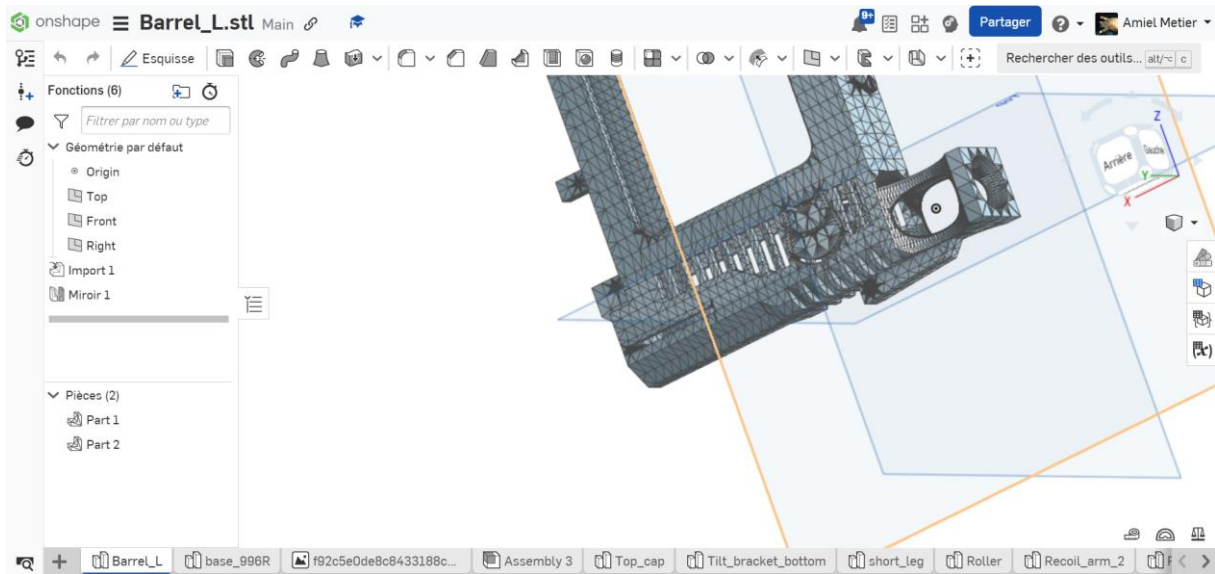 onshape Barrel_L.stl Main 9+ Partager Amiel Metier
Esquisse Rechercher des outils... alt/⌥ c
Fonctions (6)
Filtrer par nom ou type
Géométrie par défaut
Origin
Top
Front
Right
Import 1
Miroir 1
Pièces (2)
Part 1
Part 2
Z
Arrière Gauche
Y
X
(x)
Barrel_L base_996R f92c5e0de8c8433188c... Assembly 3 Top_cap Tilt_bracket_bottom short_leg Roller Recoil_arm_2